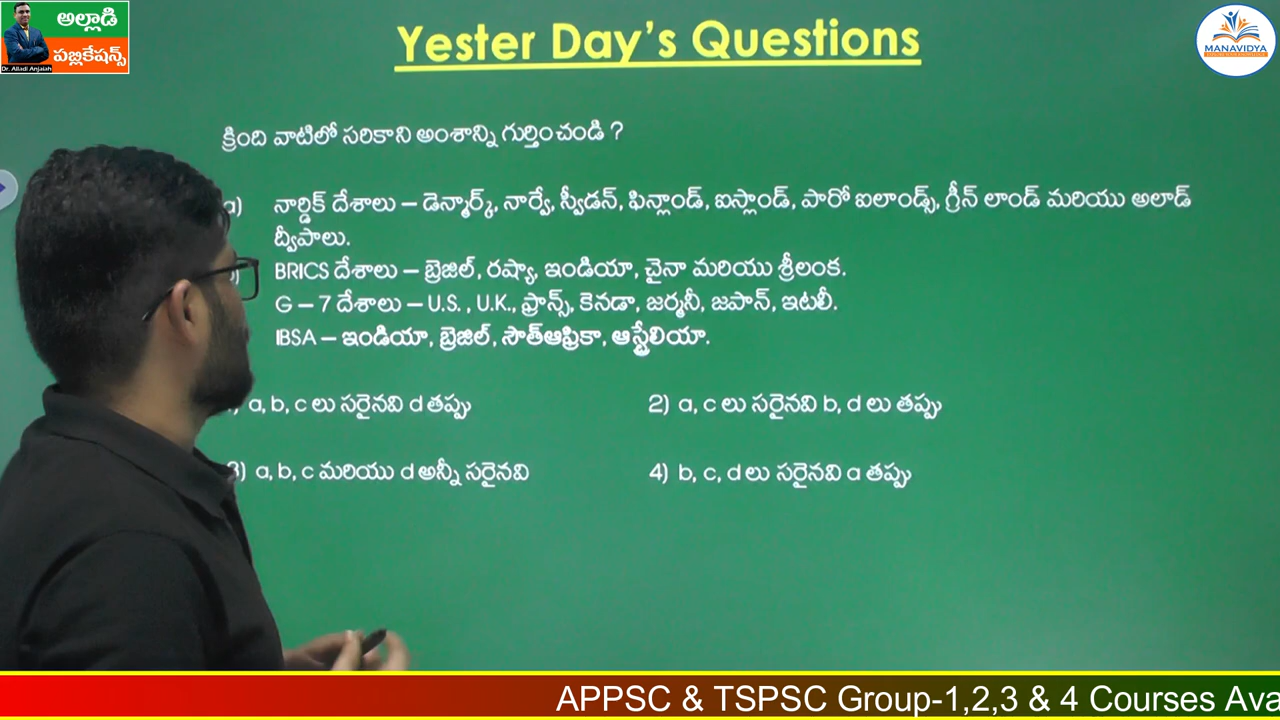 అల్లాడి
పబ్లికేషన్స్
Dr. Alladi Anjaiah
MANAVIDYA
Yester Day's Questions
క్రింది వాటిలో సరికాని అంశాన్ని గుర్తించండి ?
a) నార్డిక్ దేశాలు – డెన్మార్క్, నార్వే, స్వీడన్, ఫిన్లాండ్, ఐస్లాండ్, పారో ఐలాండ్స్, గ్రీన్ లాండ్ మరియు అలాడ్
ద్వీపాలు.
BRICS దేశాలు – బ్రెజిల్, రష్యా, ఇండియా, చైనా మరియు శ్రీలంక.
G – 7 దేశాలు – U.S. , U.K., ఫ్రాన్స్, కెనడా, జర్మనీ, జపాన్, ఇటలీ.
IBSA – ఇండియా, బ్రెజిల్, సౌత్ఆఫ్రికా, ఆస్ట్రేలియా.
a, b, c లు సరైనవి d తప్పు
2) a, c లు సరైనవి b, d లు తప్పు
3) a, b, c మరియు d అన్నీ సరైనవి
4) b, c, d లు సరైనవి a తప్పు
APPSC & TSPSC Group-1,2,3 & 4 Courses Ava